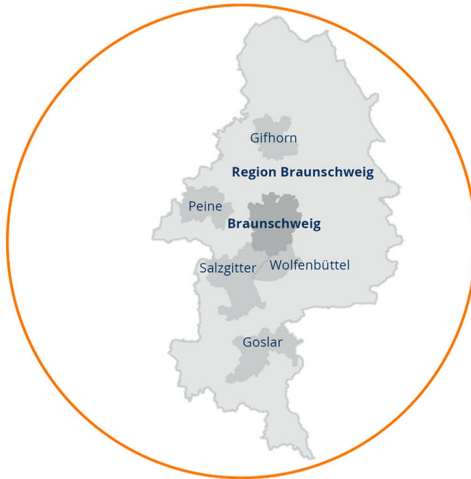 Gifhorn
Region Braunschweig
Peine
Braunschweig
Salzgitter
Wolfenbüttel
Goslar